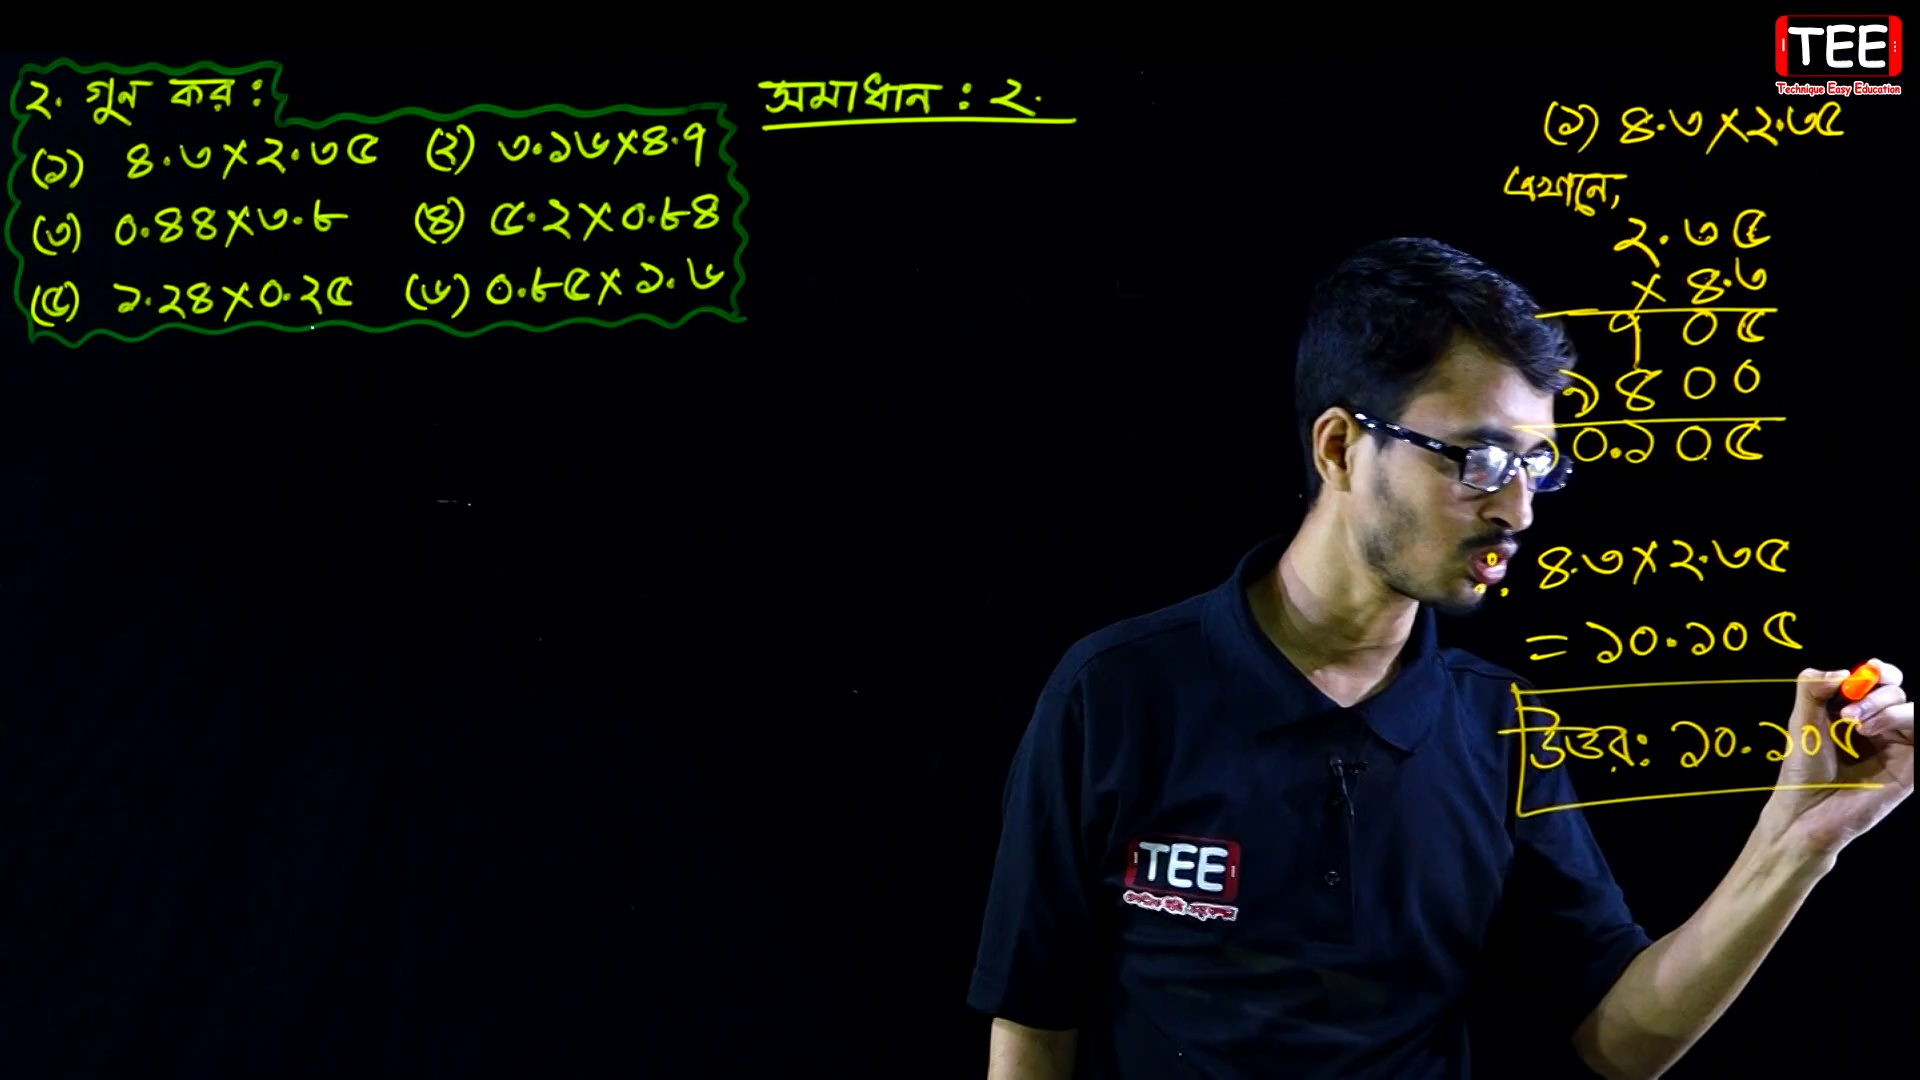 ২. গুন কর :
(১) ৪.৩×২.৩৫ (২) ৩.১৬×৪.৭
(৩) ০.৪৪×৩.৮ (৪) ৫.২×০.৮৪
(৫) ১.২৪×০.২৫ (৬) ০.৮৫×১.৬
সমাধান : ২.
TEE
Technique Easy Education
(১) ৪.৩×২.৩৫
এখানে,
২.৩৫
× ৪.৩
৭০৫
৯৪০০
১০.১০৫
∴ ৪.৩×২.৩৫
= ১০.১০৫
উত্তর: ১০.১০৫
TEE